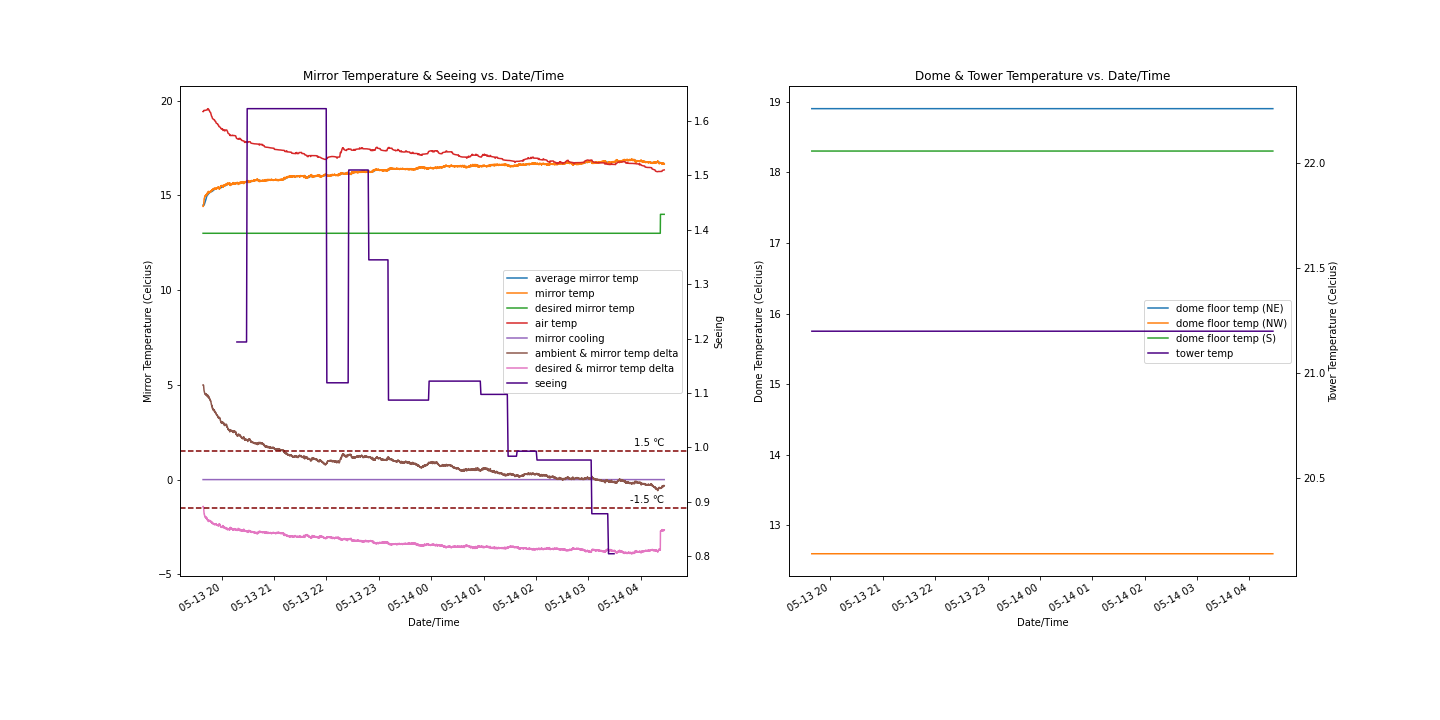 Mirror Temperature & Seeing vs. Date/Time
20
15
10
5
0
−5
Mirror Temperature (Celcius)
1.6
1.5
1.4
1.3
1.2
1.1
1.0
0.9
0.8
Seeing
average mirror temp
mirror temp
desired mirror temp
air temp
mirror cooling
ambient & mirror temp delta
desired & mirror temp delta
seeing
1.5 °C
-1.5 °C
05-13 20
05-13 21
05-13 22
05-13 23
05-14 00
05-14 01
05-14 02
05-14 03
05-14 04
Date/Time
Dome & Tower Temperature vs. Date/Time
19
18
17
16
15
14
13
Dome Temperature (Celcius)
22.0
21.5
21.0
20.5
Tower Temperature (Celcius)
dome floor temp (NE)
dome floor temp (NW)
dome floor temp (S)
tower temp
05-13 20
05-13 21
05-13 22
05-13 23
05-14 00
05-14 01
05-14 02
05-14 03
05-14 04
Date/Time